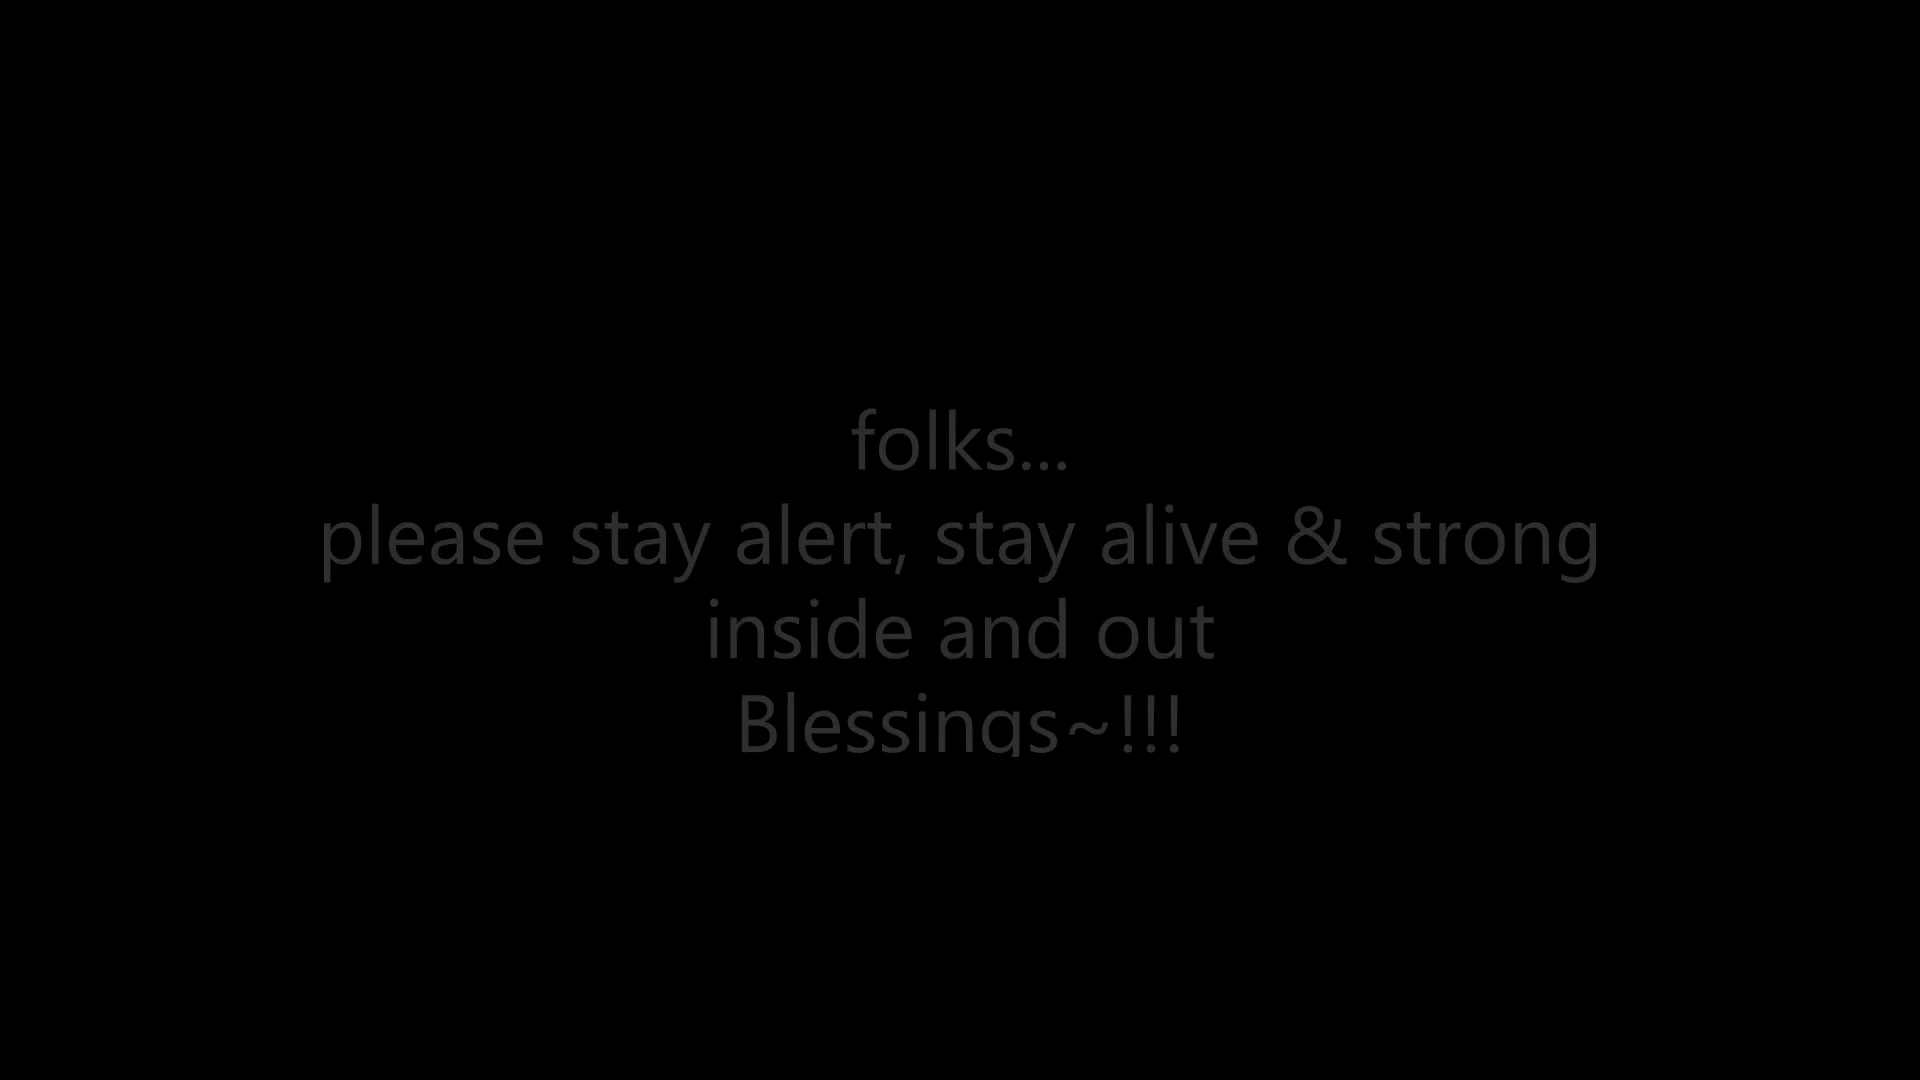 folks...
please stay alert, stay alive & strong
inside and out
Blessings~!!!